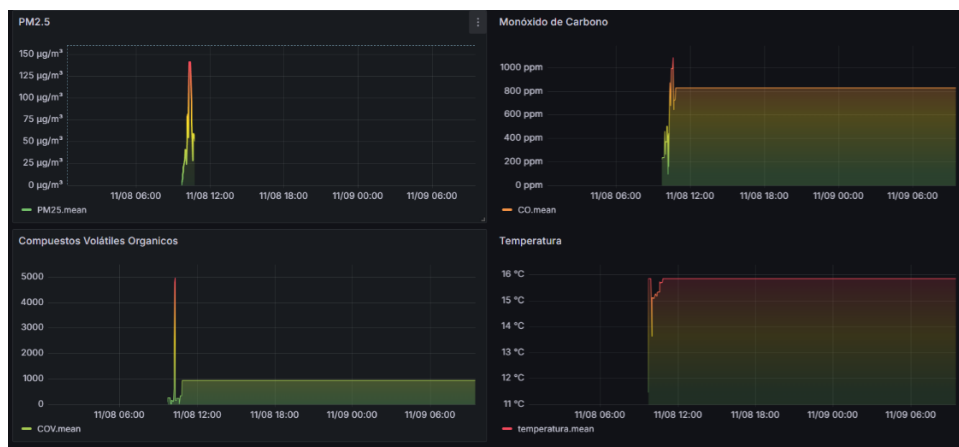 PM2.5
150 µg/m³
125 µg/m³
100 µg/m³
75 µg/m³
50 µg/m³
25 µg/m³
0 µg/m³
11/08 06:00 11/08 12:00 11/08 18:00 11/09 00:00 11/09 06:00
PM25.mean
Monóxido de Carbono
1000 ppm
800 ppm
600 ppm
400 ppm
200 ppm
0 ppm
11/08 06:00 11/08 12:00 11/08 18:00 11/09 00:00 11/09 06:00
CO.mean
Compuestos Volátiles Organicos
5000
4000
3000
2000
1000
0
11/08 06:00 11/08 12:00 11/08 18:00 11/09 00:00 11/09 06:00
COV.mean
Temperatura
16 °C
15 °C
14 °C
13 °C
12 °C
11 °C
11/08 06:00 11/08 12:00 11/08 18:00 11/09 00:00 11/09 06:00
temperatura.mean